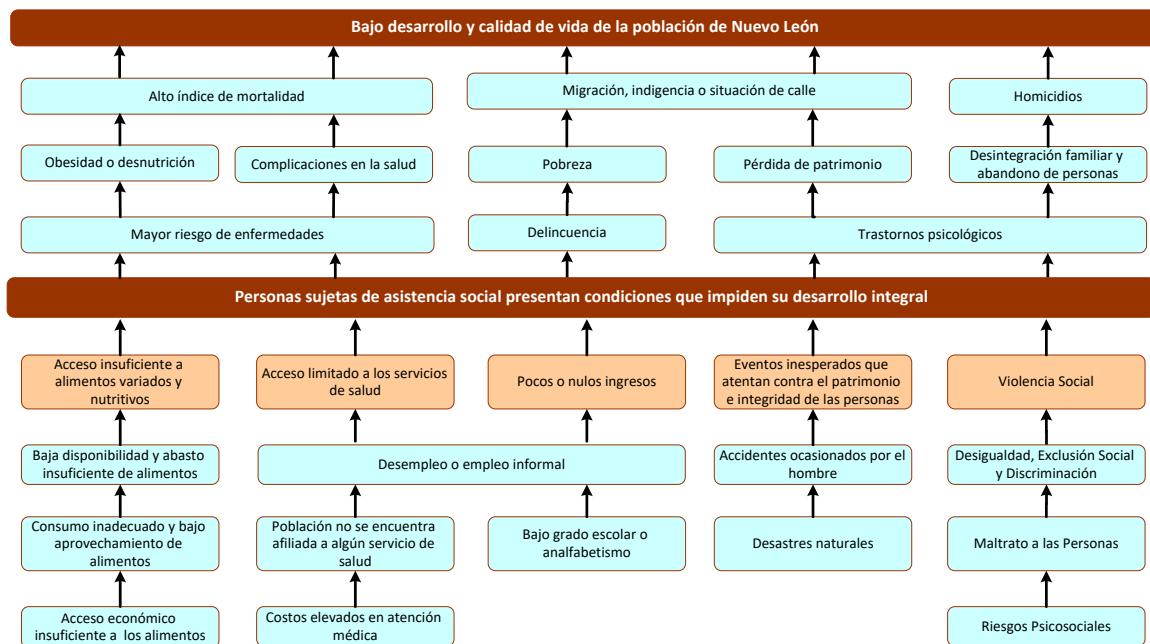 Bajo desarrollo y calidad de vida de la población de Nuevo León
Alto índice de mortalidad
Migración, indigencia o situación de calle
Homicidios
Obesidad o desnutrición
Complicaciones en la salud
Pobreza
Pérdida de patrimonio
Desintegración familiar y
abandono de personas
Mayor riesgo de enfermedades
Delincuencia
Trastornos psicológicos
Personas sujetas de asistencia social presentan condiciones que impiden su desarrollo integral
Acceso insuficiente a
alimentos variados y
nutritivos
Acceso limitado a los servicios
de salud
Pocos o nulos ingresos
Eventos inesperados que
atentan contra el patrimonio
e integridad de las personas
Violencia Social
Baja disponibilidad y abasto
insuficiente de alimentos
Desempleo o empleo informal
Accidentes ocasionados por el
hombre
Desigualdad, Exclusión Social
y Discriminación
Consumo inadecuado y bajo
aprovechamiento de
alimentos
Población no se encuentra
afiliada a algún servicio de
salud
Bajo grado escolar o
analfabetismo
Desastres naturales
Maltrato a las Personas
Acceso económico
insuficiente a los alimentos
Costos elevados en atención
médica
Riesgos Psicosociales